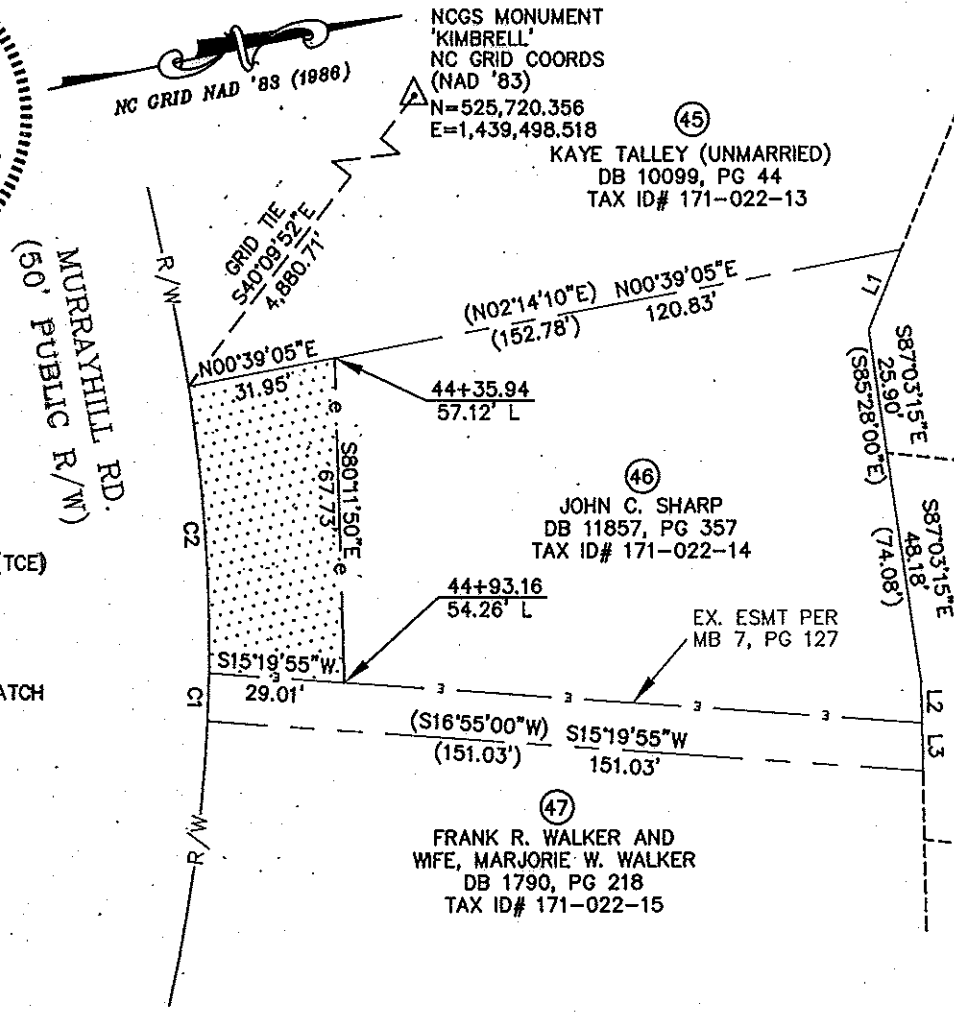 NC GRID NAD '83 (1986)
NCGS MONUMENT
'KIMBRELL'
NC GRID COORDS
(NAD '83)
N=525,720.356
E=1,439,498.518
45
KAYE TALLEY (UNMARRIED)
DB 10099, PG 44
TAX ID# 171-022-13
GRID TIE
S40°09'52"E
4,880.71'
R/W
MURRAYHILL RD.
(50' PUBLIC R/W)
N00°39'05"E
31.95'
(N02°14'10"E) N00°39'05"E
(152.78') 120.83'
L1
S87°03'15"E
25.90'
(S85°28'00"E)
44+35.94
57.12' L
e
S80°11'50"E
67.73'
e
46
JOHN C. SHARP
DB 11857, PG 357
TAX ID# 171-022-14
S87°03'15"E
48.18'
(74.08')
C2
(TCE)
44+93.16
54.26' L
EX. ESMT PER
MB 7, PG 127
ATCH
S15°19'55"W
29.01'
C1
L2
L3
(S16°55'00"W) S15°19'55"W
(151.03') 151.03'
R/W
47
FRANK R. WALKER AND
WIFE, MARJORIE W. WALKER
DB 1790, PG 218
TAX ID# 171-022-15